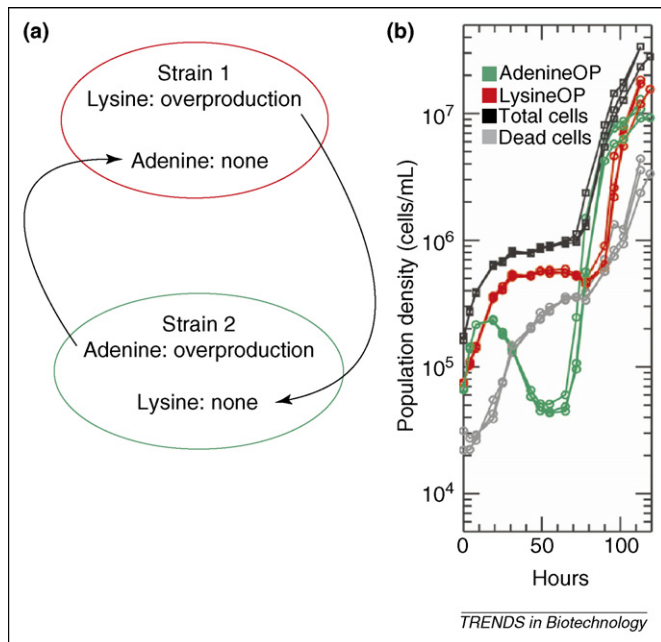 (a)
Strain 1
Lysine: overproduction
Adenine: none
Strain 2
Adenine: overproduction
Lysine: none
(b)
AdenineOP
LysineOP
Total cells
Dead cells
Population density (cells/mL)
10⁷
10⁶
10⁵
10⁴
0
50
100
Hours
TRENDS in Biotechnology